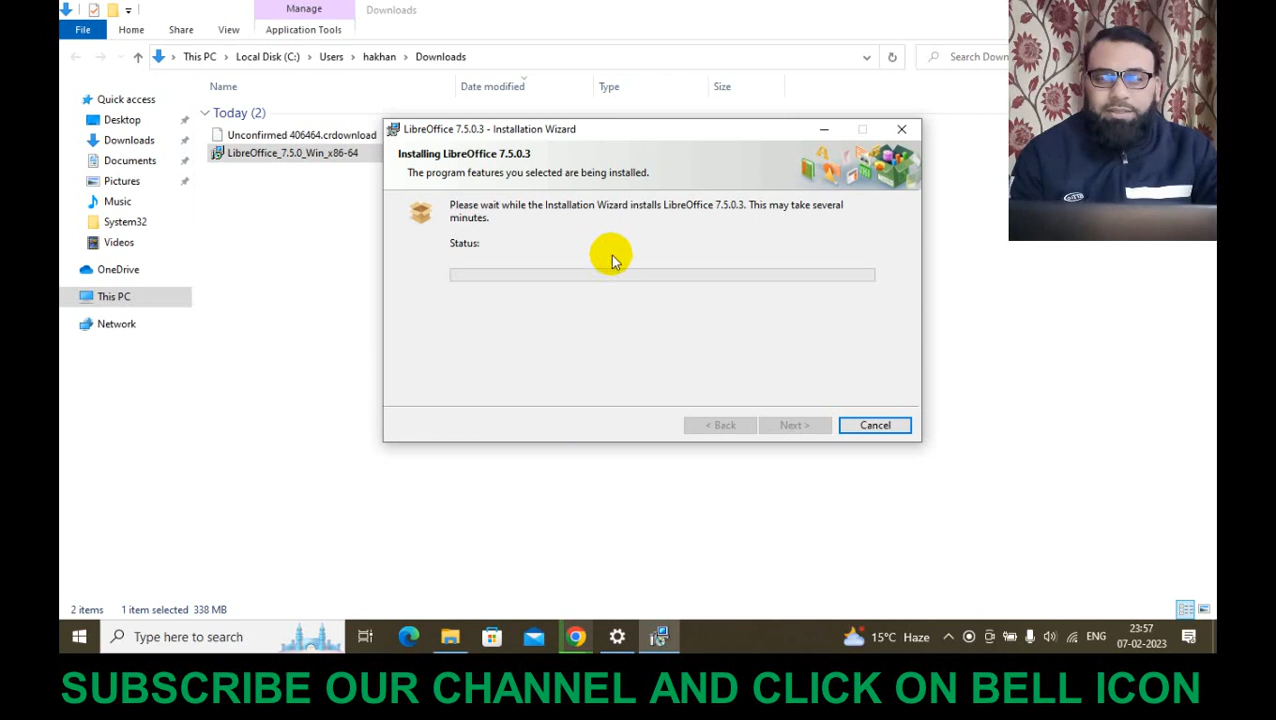 Manage
Downloads
File
Home
Share
View
Application Tools
This PC > Local Disk (C:) > Users > hakhan > Downloads
Search Down
Name
Date modified
Type
Size
Quick access
Desktop
Downloads
Documents
Pictures
Music
System32
Videos
OneDrive
This PC
Network
Today (2)
Unconfirmed 406464.crdownload
LibreOffice_7.5.0_Win_x86-64
LibreOffice 7.5.0.3 - Installation Wizard
Installing LibreOffice 7.5.0.3
The program features you selected are being installed.
Please wait while the Installation Wizard installs LibreOffice 7.5.0.3. This may take several
minutes.
Status:
< Back
Next >
Cancel
2 items
1 item selected 338 MB
Type here to search
15°C Haze
ENG
23:57
07-02-2023
SUBSCRIBE OUR CHANNEL AND CLICK ON BELL ICON